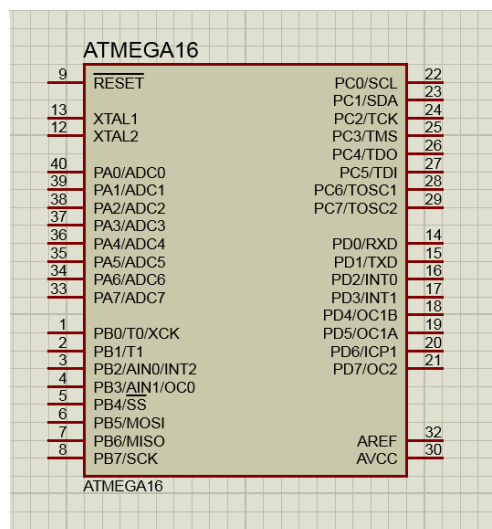 ATMEGA16
9 RESET PC0/SCL 22
PC1/SDA 23
13 XTAL1 PC2/TCK 24
12 XTAL2 PC3/TMS 25
PC4/TDO 26
40 PA0/ADC0 PC5/TDI 27
39 PA1/ADC1 PC6/TOSC1 28
38 PA2/ADC2 PC7/TOSC2 29
37 PA3/ADC3
36 PA4/ADC4 PD0/RXD 14
35 PA5/ADC5 PD1/TXD 15
34 PA6/ADC6 PD2/INT0 16
33 PA7/ADC7 PD3/INT1 17
PD4/OC1B 18
1 PB0/T0/XCK PD5/OC1A 19
2 PB1/T1 PD6/ICP1 20
3 PB2/AIN0/INT2 PD7/OC2 21
4 PB3/AIN1/OC0
5 PB4/SS
6 PB5/MOSI
7 PB6/MISO AREF 32
8 PB7/SCK AVCC 30
ATMEGA16